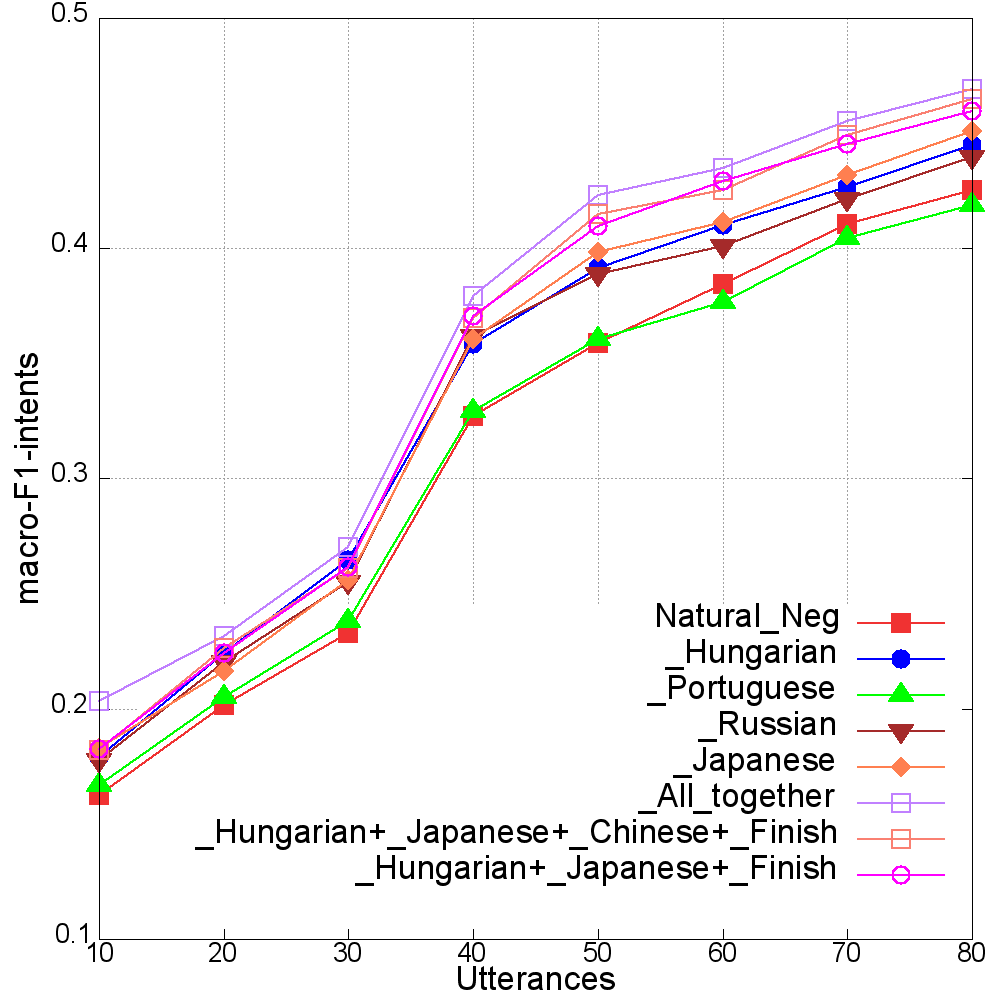 0.5
0.4
0.3
0.2
0.1
macro-F1-intents
Natural_Neg
_Hungarian
_Portuguese
_Russian
_Japanese
_All_together
_Hungarian+_Japanese+_Chinese+_Finish
_Hungarian+_Japanese+_Finish
10 20 30 40 50 60 70 80
Utterances